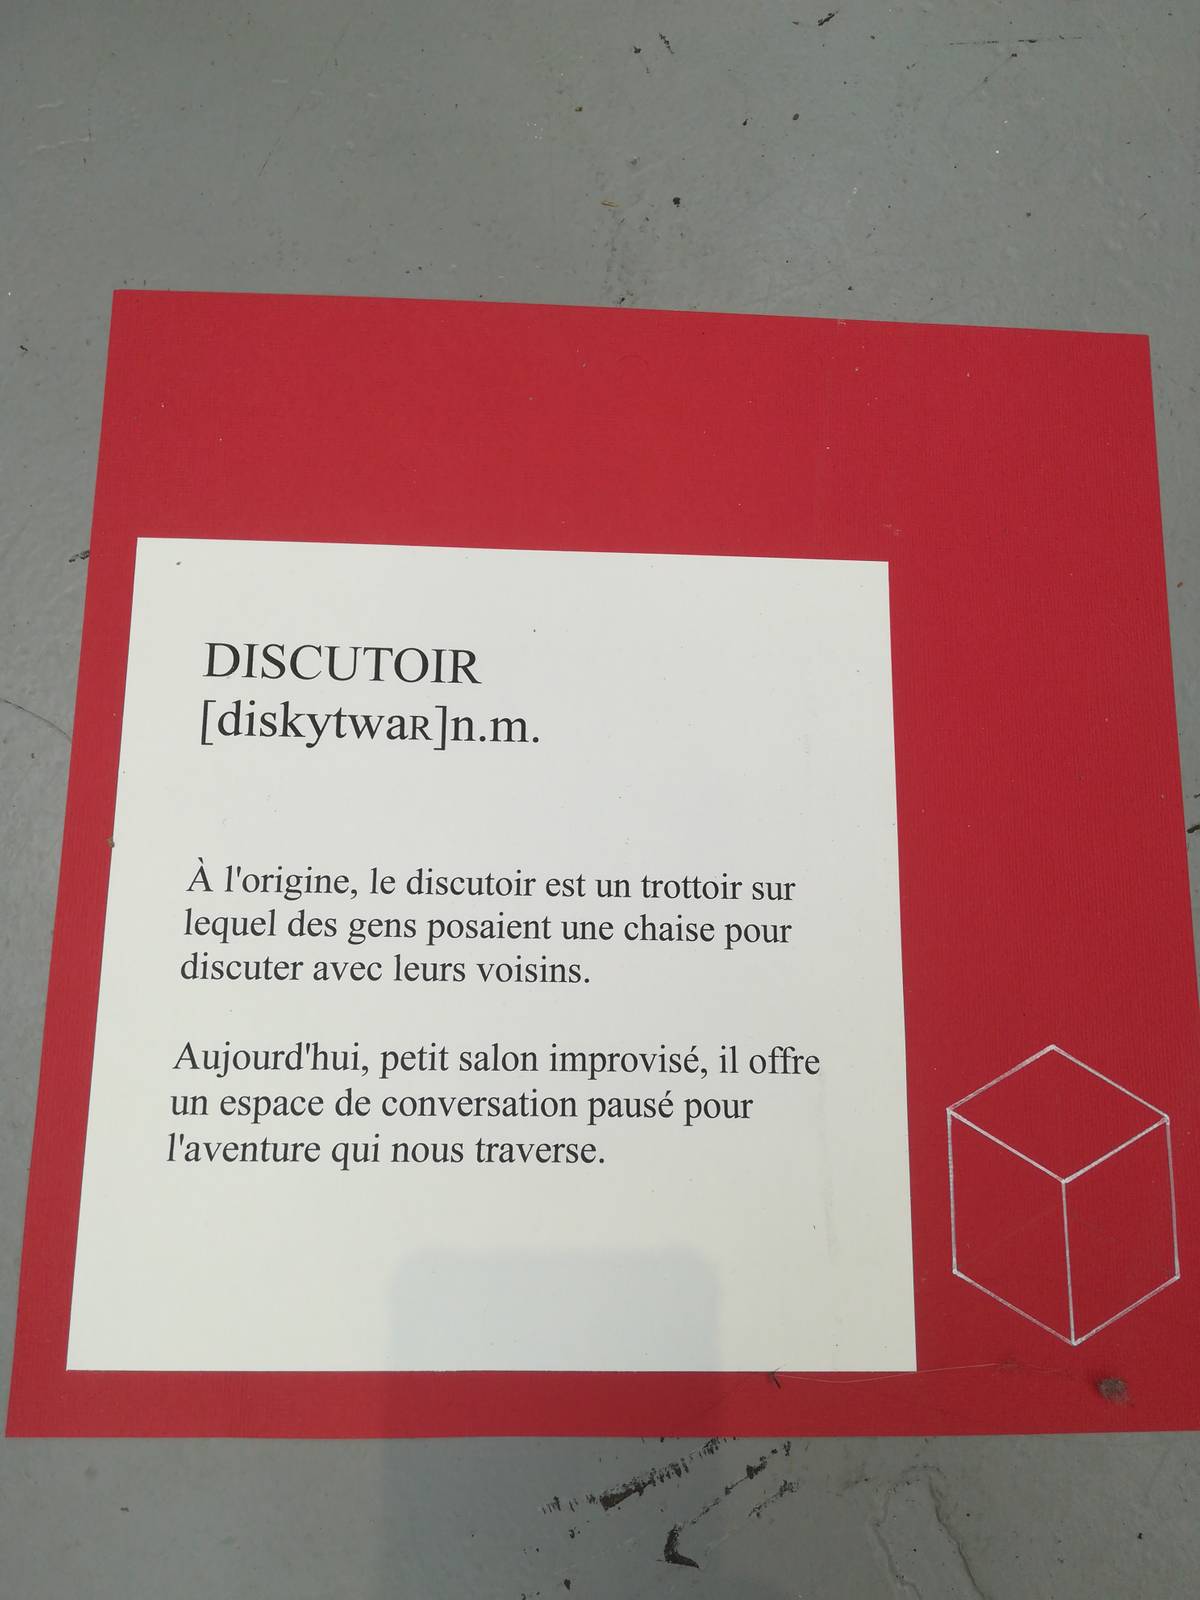 DISCUTOIR
[diskytwaʀ]n.m.
À l'origine, le discutoir est un trottoir sur
lequel des gens posaient une chaise pour
discuter avec leurs voisins.
Aujourd'hui, petit salon improvisé, il offre
un espace de conversation pausé pour
l'aventure qui nous traverse.